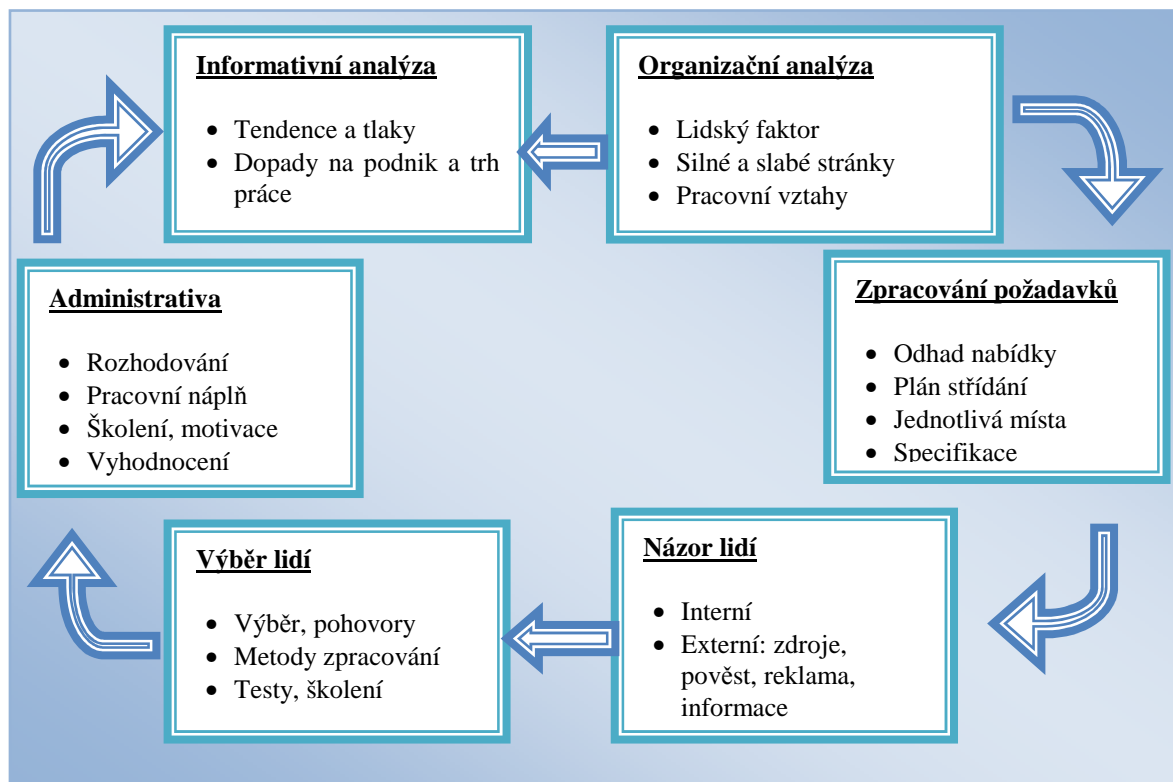 Informativní analýza
• Tendence a tlaky
• Dopady na podnik a trh
práce
Organizační analýza
• Lidský faktor
• Silné a slabé stránky
• Pracovní vztahy
Administrativa
• Rozhodování
• Pracovní náplň
• Školení, motivace
• Vyhodnocení
Zpracování požadavků
• Odhad nabídky
• Plán střídání
• Jednotlivá místa
• Specifikace
Výběr lidí
• Výběr, pohovory
• Metody zpracování
• Testy, školení
Názor lidí
• Interní
• Externí: zdroje,
pověst, reklama,
informace